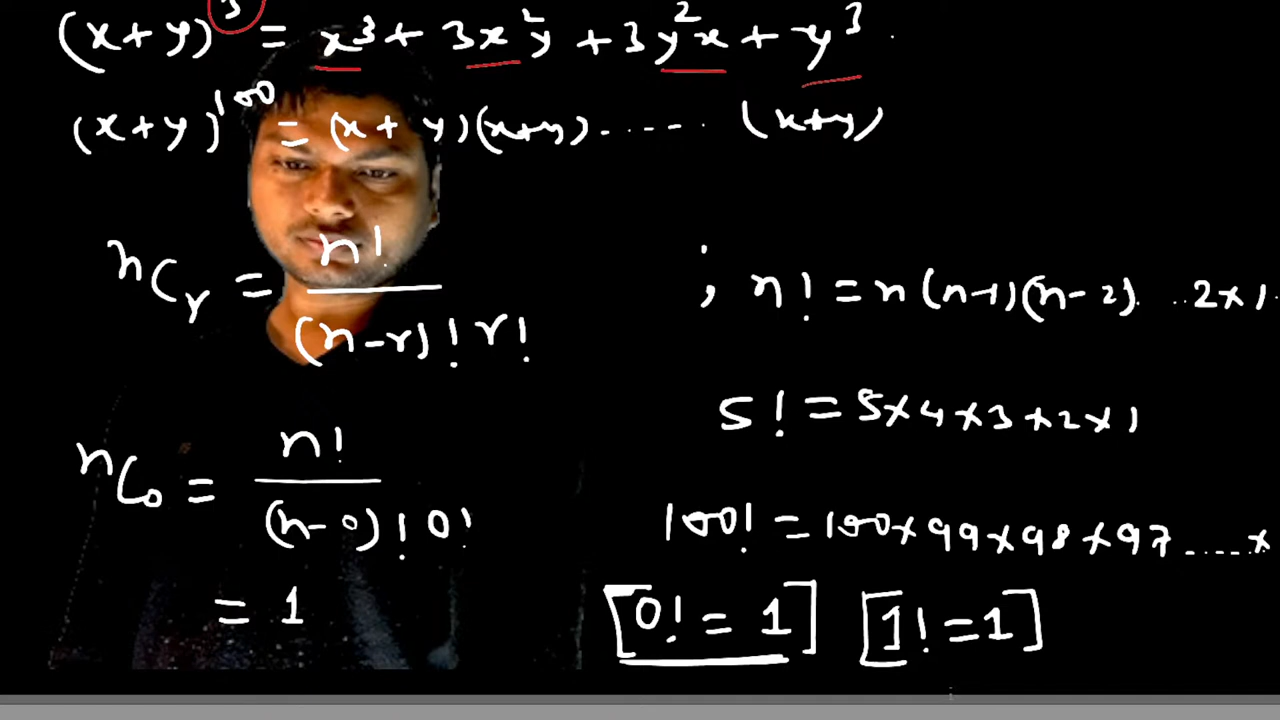 (x+y)³ = x³ + 3x²y + 3y²x + y³.
(x+y)¹⁰⁰ = (x+y)(x+y)...... (x+y)
ⁿCᵣ = n! / (n-r)! r! ; n! = n(n-1)(n-2)....2×1
5! = 5×4×3×2×1
ⁿC₀ = n! / (n-0)! 0!
100! = 100×99×98×97.....×
= 1 [0! = 1] [1! = 1]